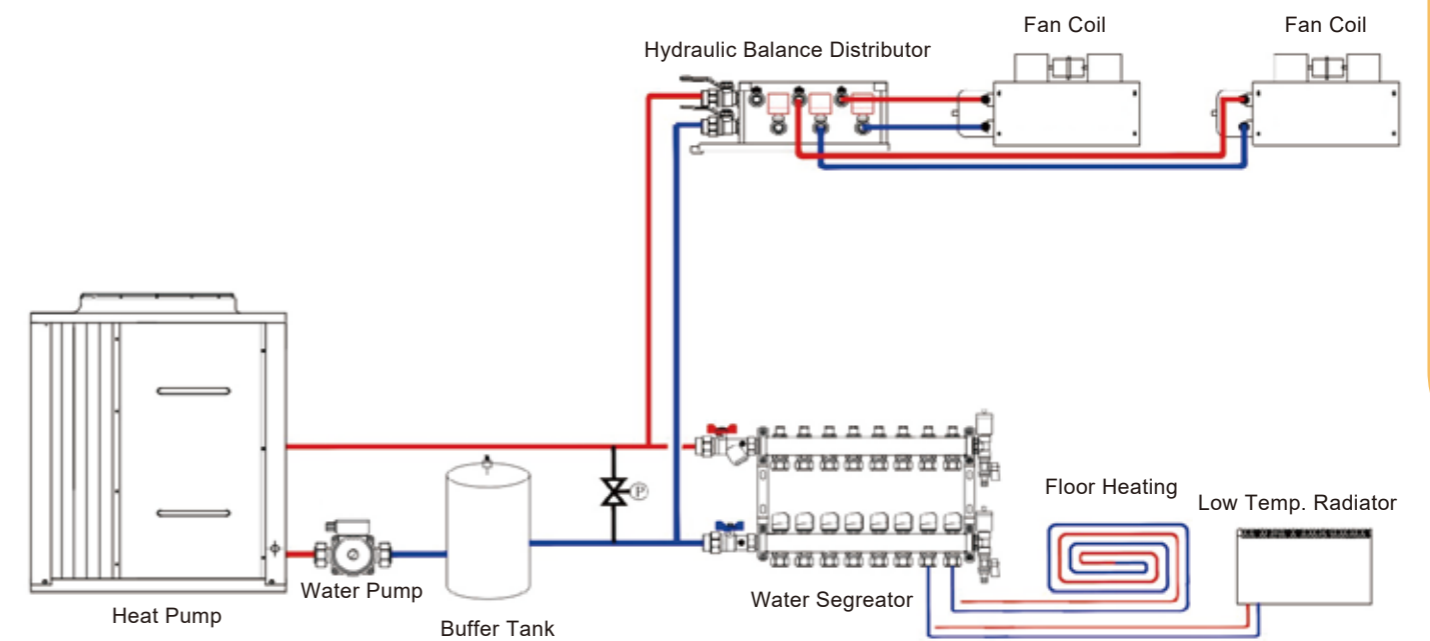 Fan Coil
Fan Coil
Hydraulic Balance Distributor
P
Floor Heating
Low Temp. Radiator
Water Pump
Water Segreator
Heat Pump
Buffer Tank